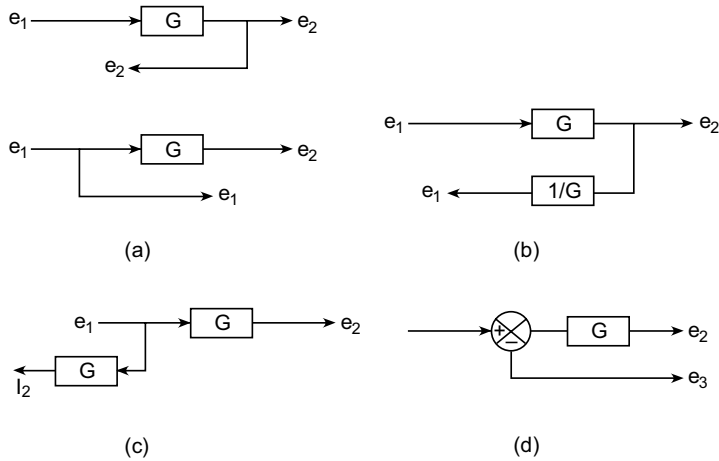 e₁ G e₂
e₂
e₁ G e₂
e₁
(a)
e₁ G e₂
e₁ 1/G
(b)
e₁ G e₂
G
I₂
(c)
+ − G e₂
e₃
(d)